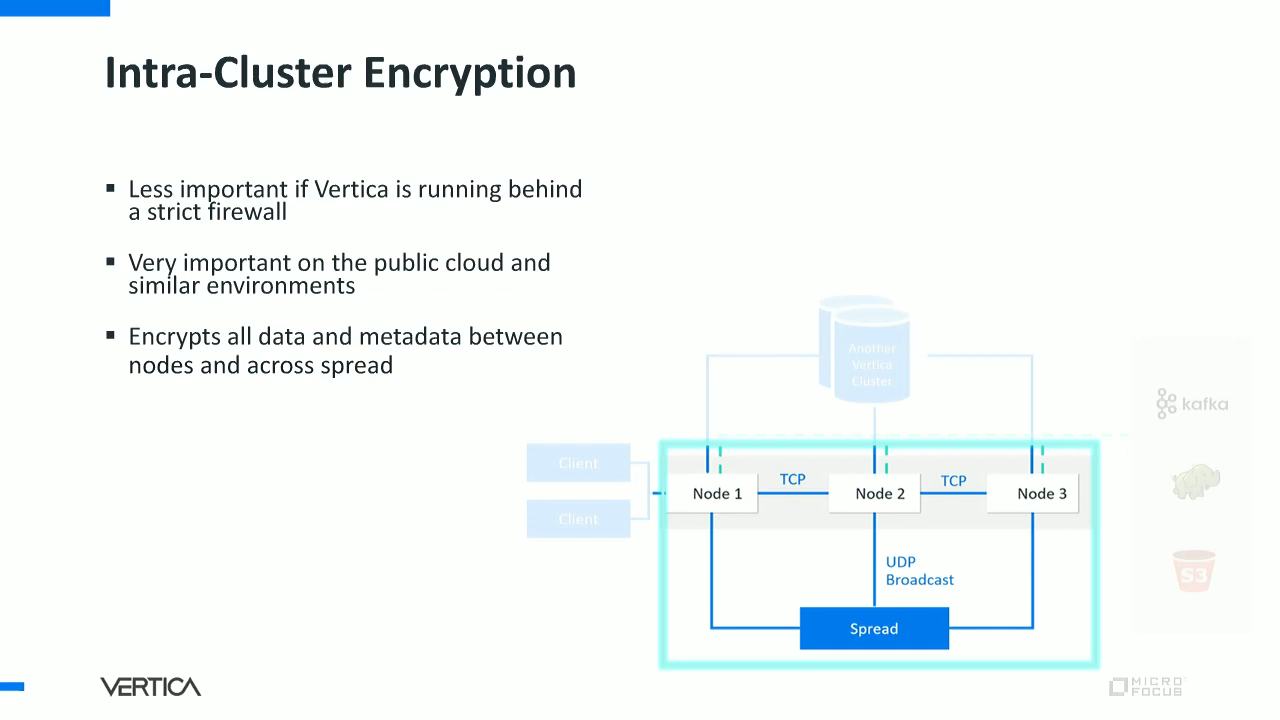 Intra-Cluster Encryption
▪ Less important if Vertica is running behind
a strict firewall
▪ Very important on the public cloud and
similar environments
▪ Encrypts all data and metadata between
nodes and across spread
Another
Vertica
Cluster
kafka
Client
Client
Node 1
TCP
Node 2
TCP
Node 3
UDP
Broadcast
S3
Spread
VERTICA
MICRO
FOCUS